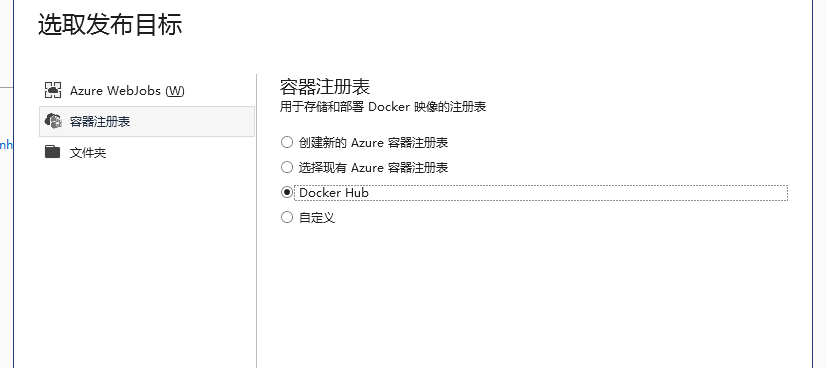 选取发布目标
Azure WebJobs (W)
容器注册表
文件夹
容器注册表
用于存储和部署 Docker 映像的注册表
创建新的 Azure 容器注册表
选择现有 Azure 容器注册表
Docker Hub
自定义
nh